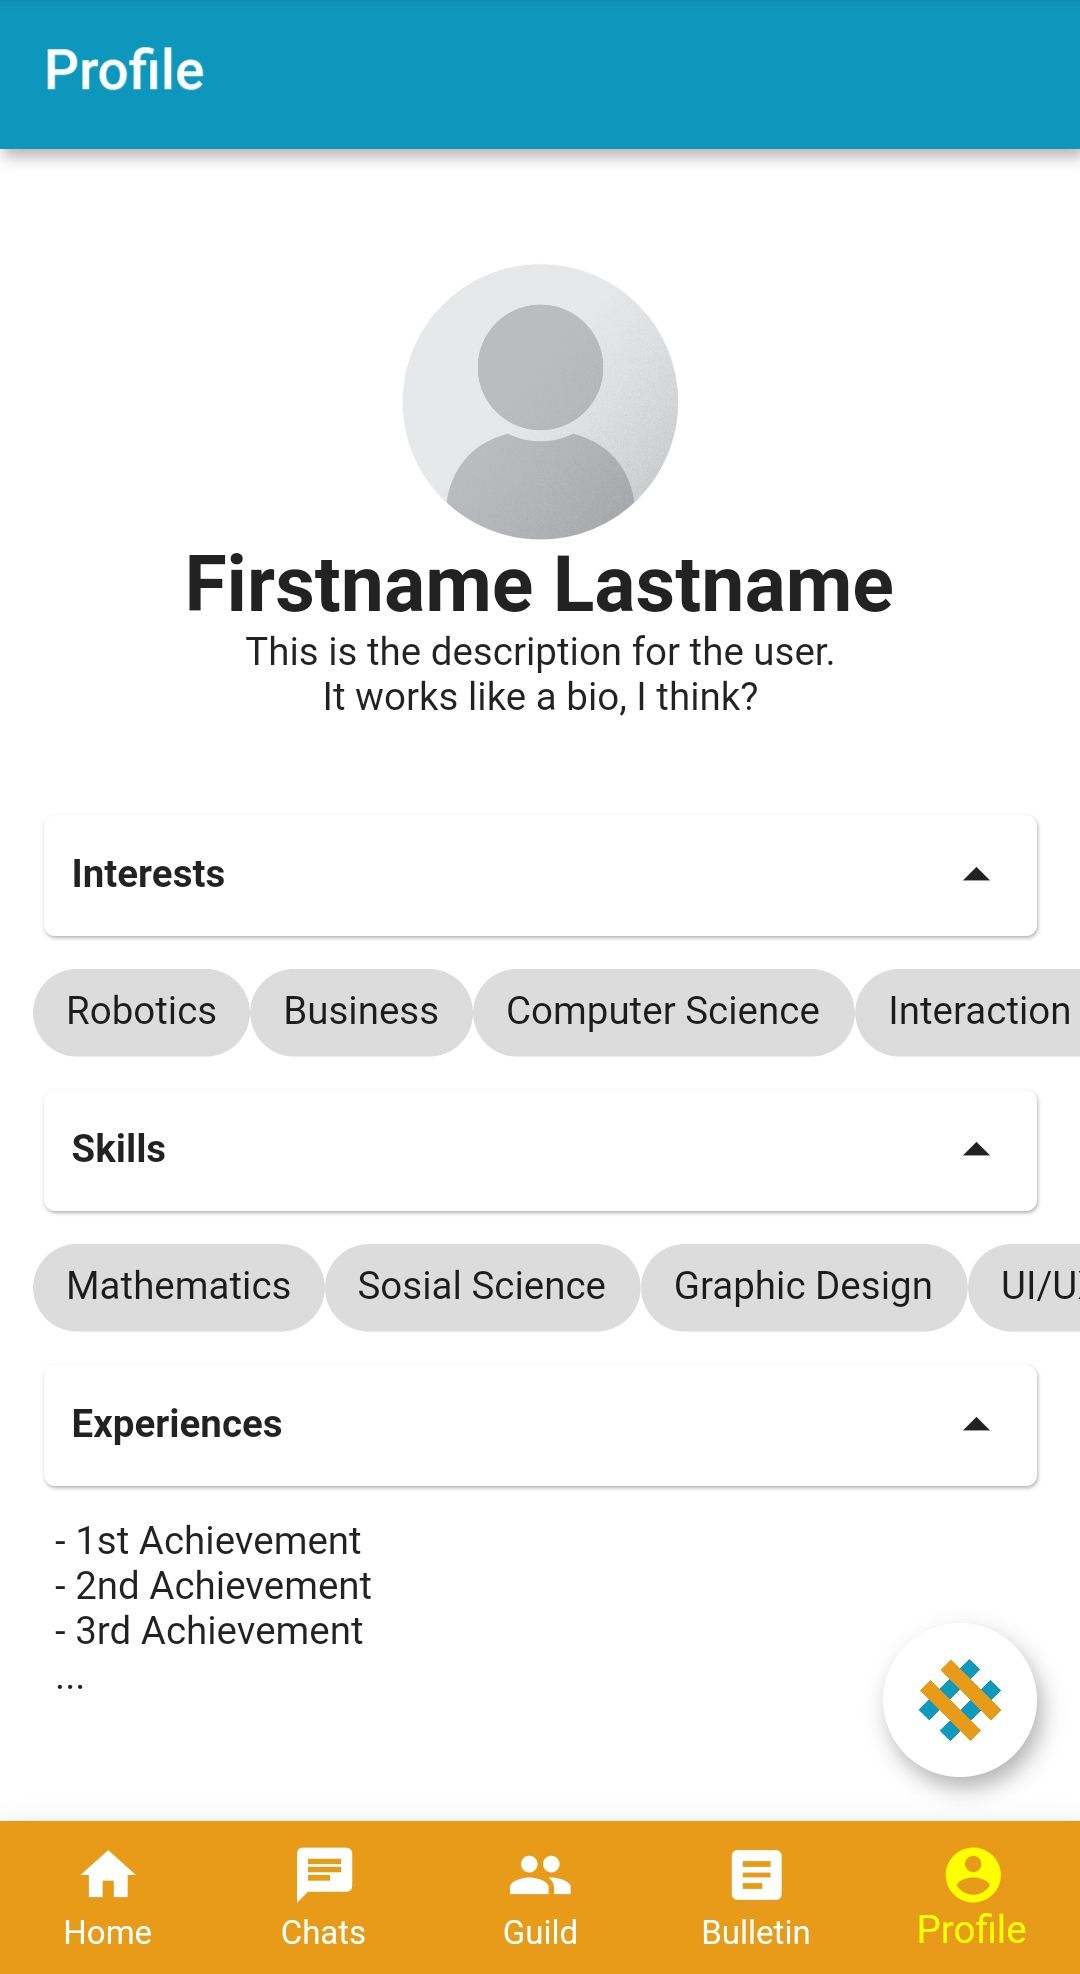 Profile
Firstname Lastname
This is the description for the user.
It works like a bio, I think?
Interests
Robotics Business Computer Science Interaction
Skills
Mathematics Sosial Science Graphic Design UI/U
Experiences
- 1st Achievement
- 2nd Achievement
- 3rd Achievement
...
Home Chats Guild Bulletin Profile